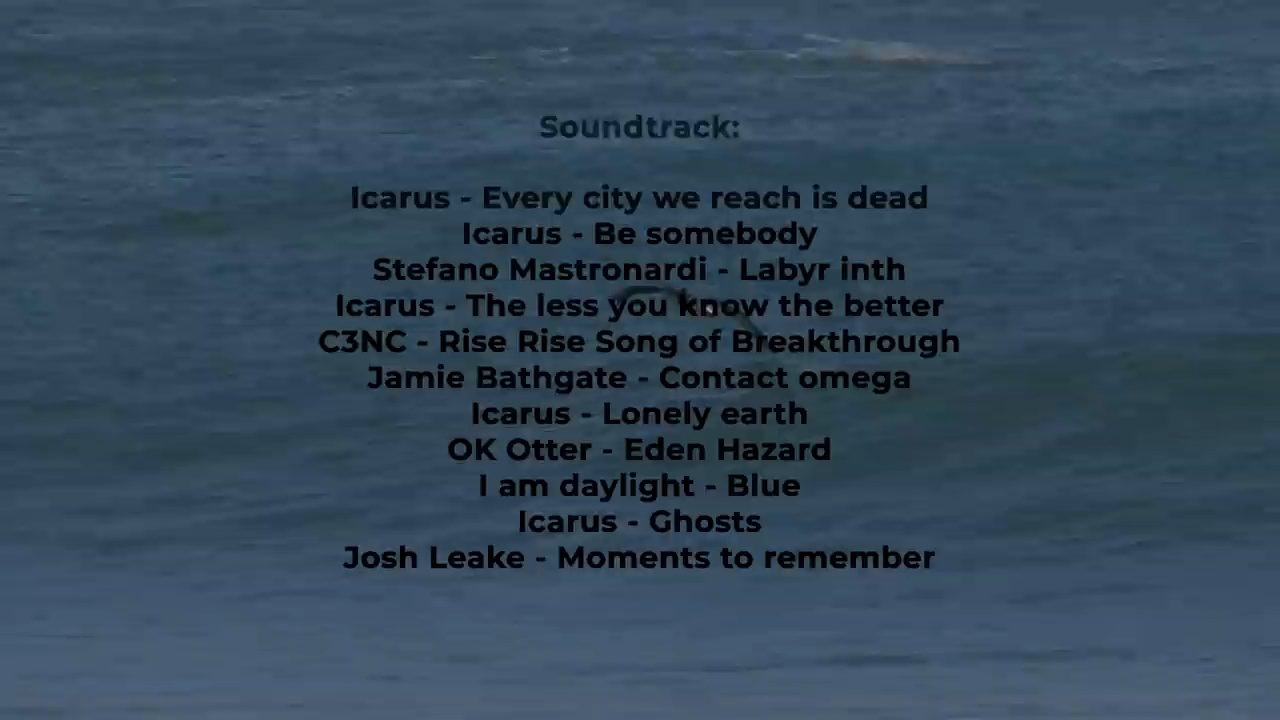 Soundtrack:
Icarus - Every city we reach is dead
Icarus - Be somebody
Stefano Mastronardi - Labyr inth
Icarus - The less you know the better
C3NC - Rise Rise Song of Breakthrough
Jamie Bathgate - Contact omega
Icarus - Lonely earth
OK Otter - Eden Hazard
I am daylight - Blue
Icarus - Ghosts
Josh Leake - Moments to remember